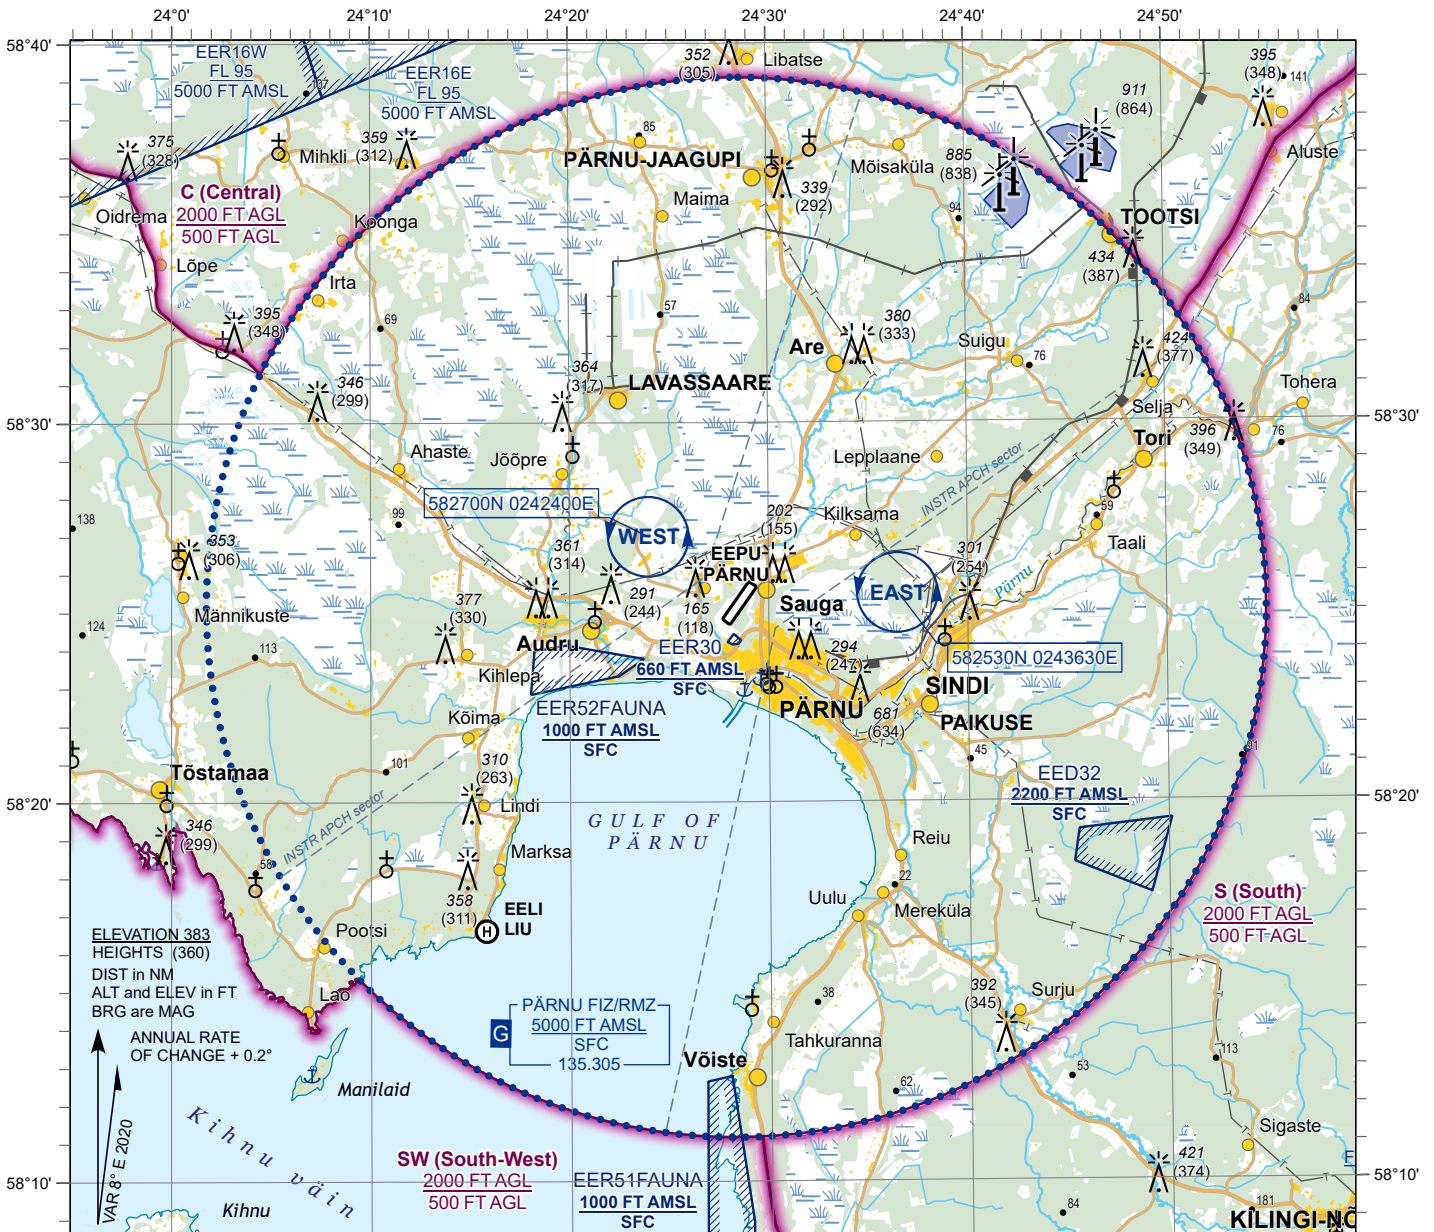 24°0' 24°10' 24°20' 24°30' 24°40' 24°50'
58°40'
EER16W
FL 95
5000 FT AMSL
107
EER16E
FL 95
5000 FT AMSL
352
(305)
Libatse
911
(864)
395
(348)
141
375
(328)
Mihkli
359
(312)
85
PÄRNU-JAAGUPI
Maima
339
(292)
Mõisaküla
885
(838)
94
Aluste
TOOTSI
434
(387)
C (Central)
2000 FT AGL
500 FT AGL
Oidrema
Koonga
Lõpe
Irta
395
(348)
69
57
380
(333)
Are
Suigu
76
424
(377)
84
346
(299)
364
(317)
LAVASSAARE
Tohera
Selja
58°30'
58°30'
396
(349)
76
Tori
Ahaste
Jõõpre
Lepplaane
INSTR APCH sector
582700N 0242400E
WEST
202
(155)
Kilksama
59
Taali
138
99
353
(306)
361
(314)
EEPU
PÄRNU
301
(254)
Pärnu
EAST
291
(244)
165
(118)
Sauga
Männikuste
377
(330)
124
113
Audru
EER30
660 FT AMSL
SFC
294
(247)
582530N 0243630E
Kihlepa
SINDI
PÄRNU
681
(634)
PAIKUSE
EER52FAUNA
1000 FT AMSL
SFC
Kõima
45
91
310
(263)
101
Tõstamaa
EED32
2200 FT AMSL
SFC
58°20'
58°20'
Lindi
346
(299)
INSTR APCH sector
GULF OF
PÄRNU
Reiu
58
Marksa
22
358
(311)
EELI
LIU
H
Uulu
Mereküla
S (South)
2000 FT AGL
500 FT AGL
ELEVATION 383
HEIGHTS (360)
DIST in NM
ALT and ELEV in FT
BRG are MAG
Pootsi
Lao
392
(345)
Surju
38
G
PÄRNU FIZ/RMZ
5000 FT AMSL
SFC
135.305
ANNUAL RATE
OF CHANGE + 0.2°
Tahkuranna
113
Võiste
53
62
Manilaid
VAR 8° E 2020
Kihnu väin
Sigaste
SW (South-West)
2000 FT AGL
500 FT AGL
421
(374)
EER51FAUNA
1000 FT AMSL
SFC
58°10'
58°10'
Kihnu
84
181